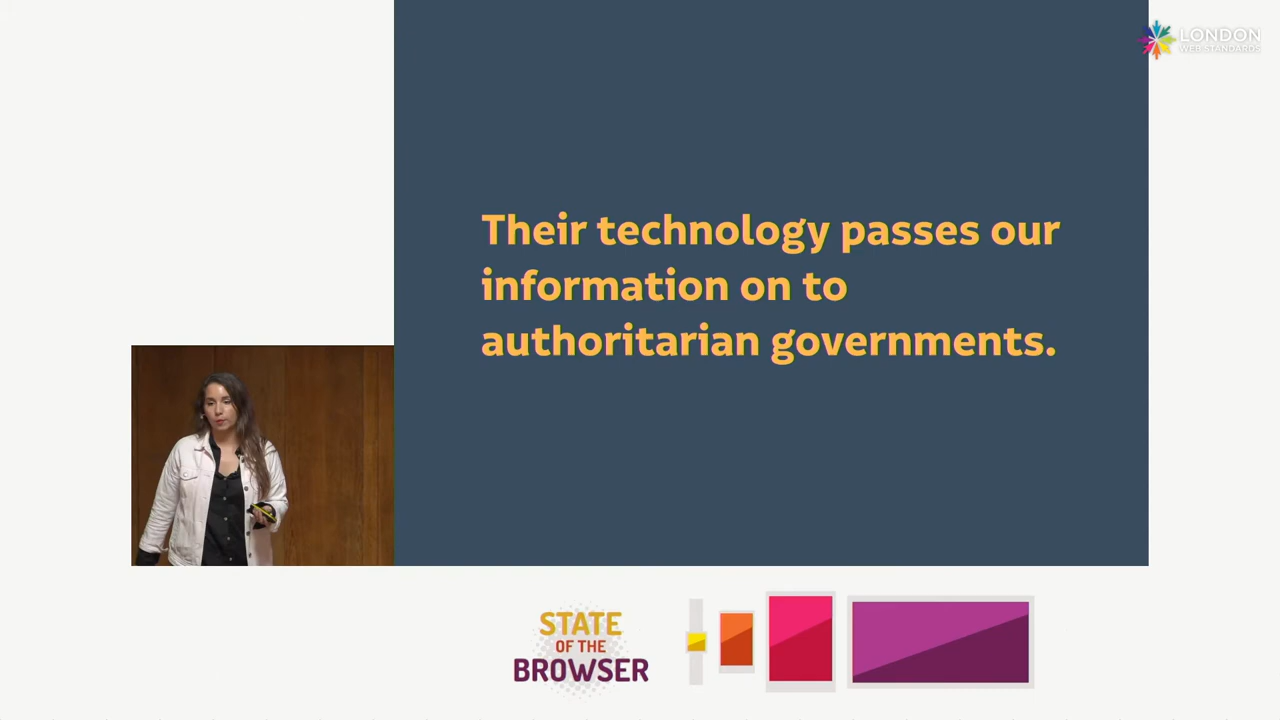 LONDON
WEB STANDARDS
Their technology passes our
information on to
authoritarian governments.
STATE
OF THE
BROWSER